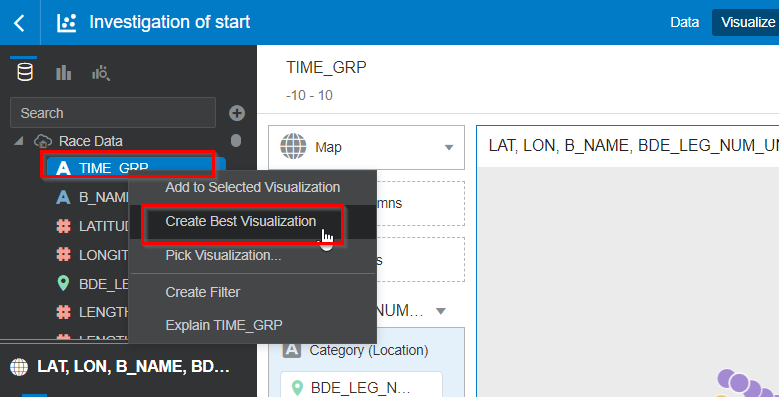 Investigation of start
Data
Visualize
TIME_GRP
-10 - 10
Search
Race Data
TIME_GRP
B_NAM
LATITUD
LONGIT
BDE_LE
LENGTH
Add to Selected Visualization
Create Best Visualization
Pick Visualization...
Create Filter
Explain TIME_GRP
Map
LAT, LON, B_NAME, BDE_LEG_NUM_UN
mns
s
NUM...
Category (Location)
BDE_LEG_N...
LAT, LON, B_NAME, BD...